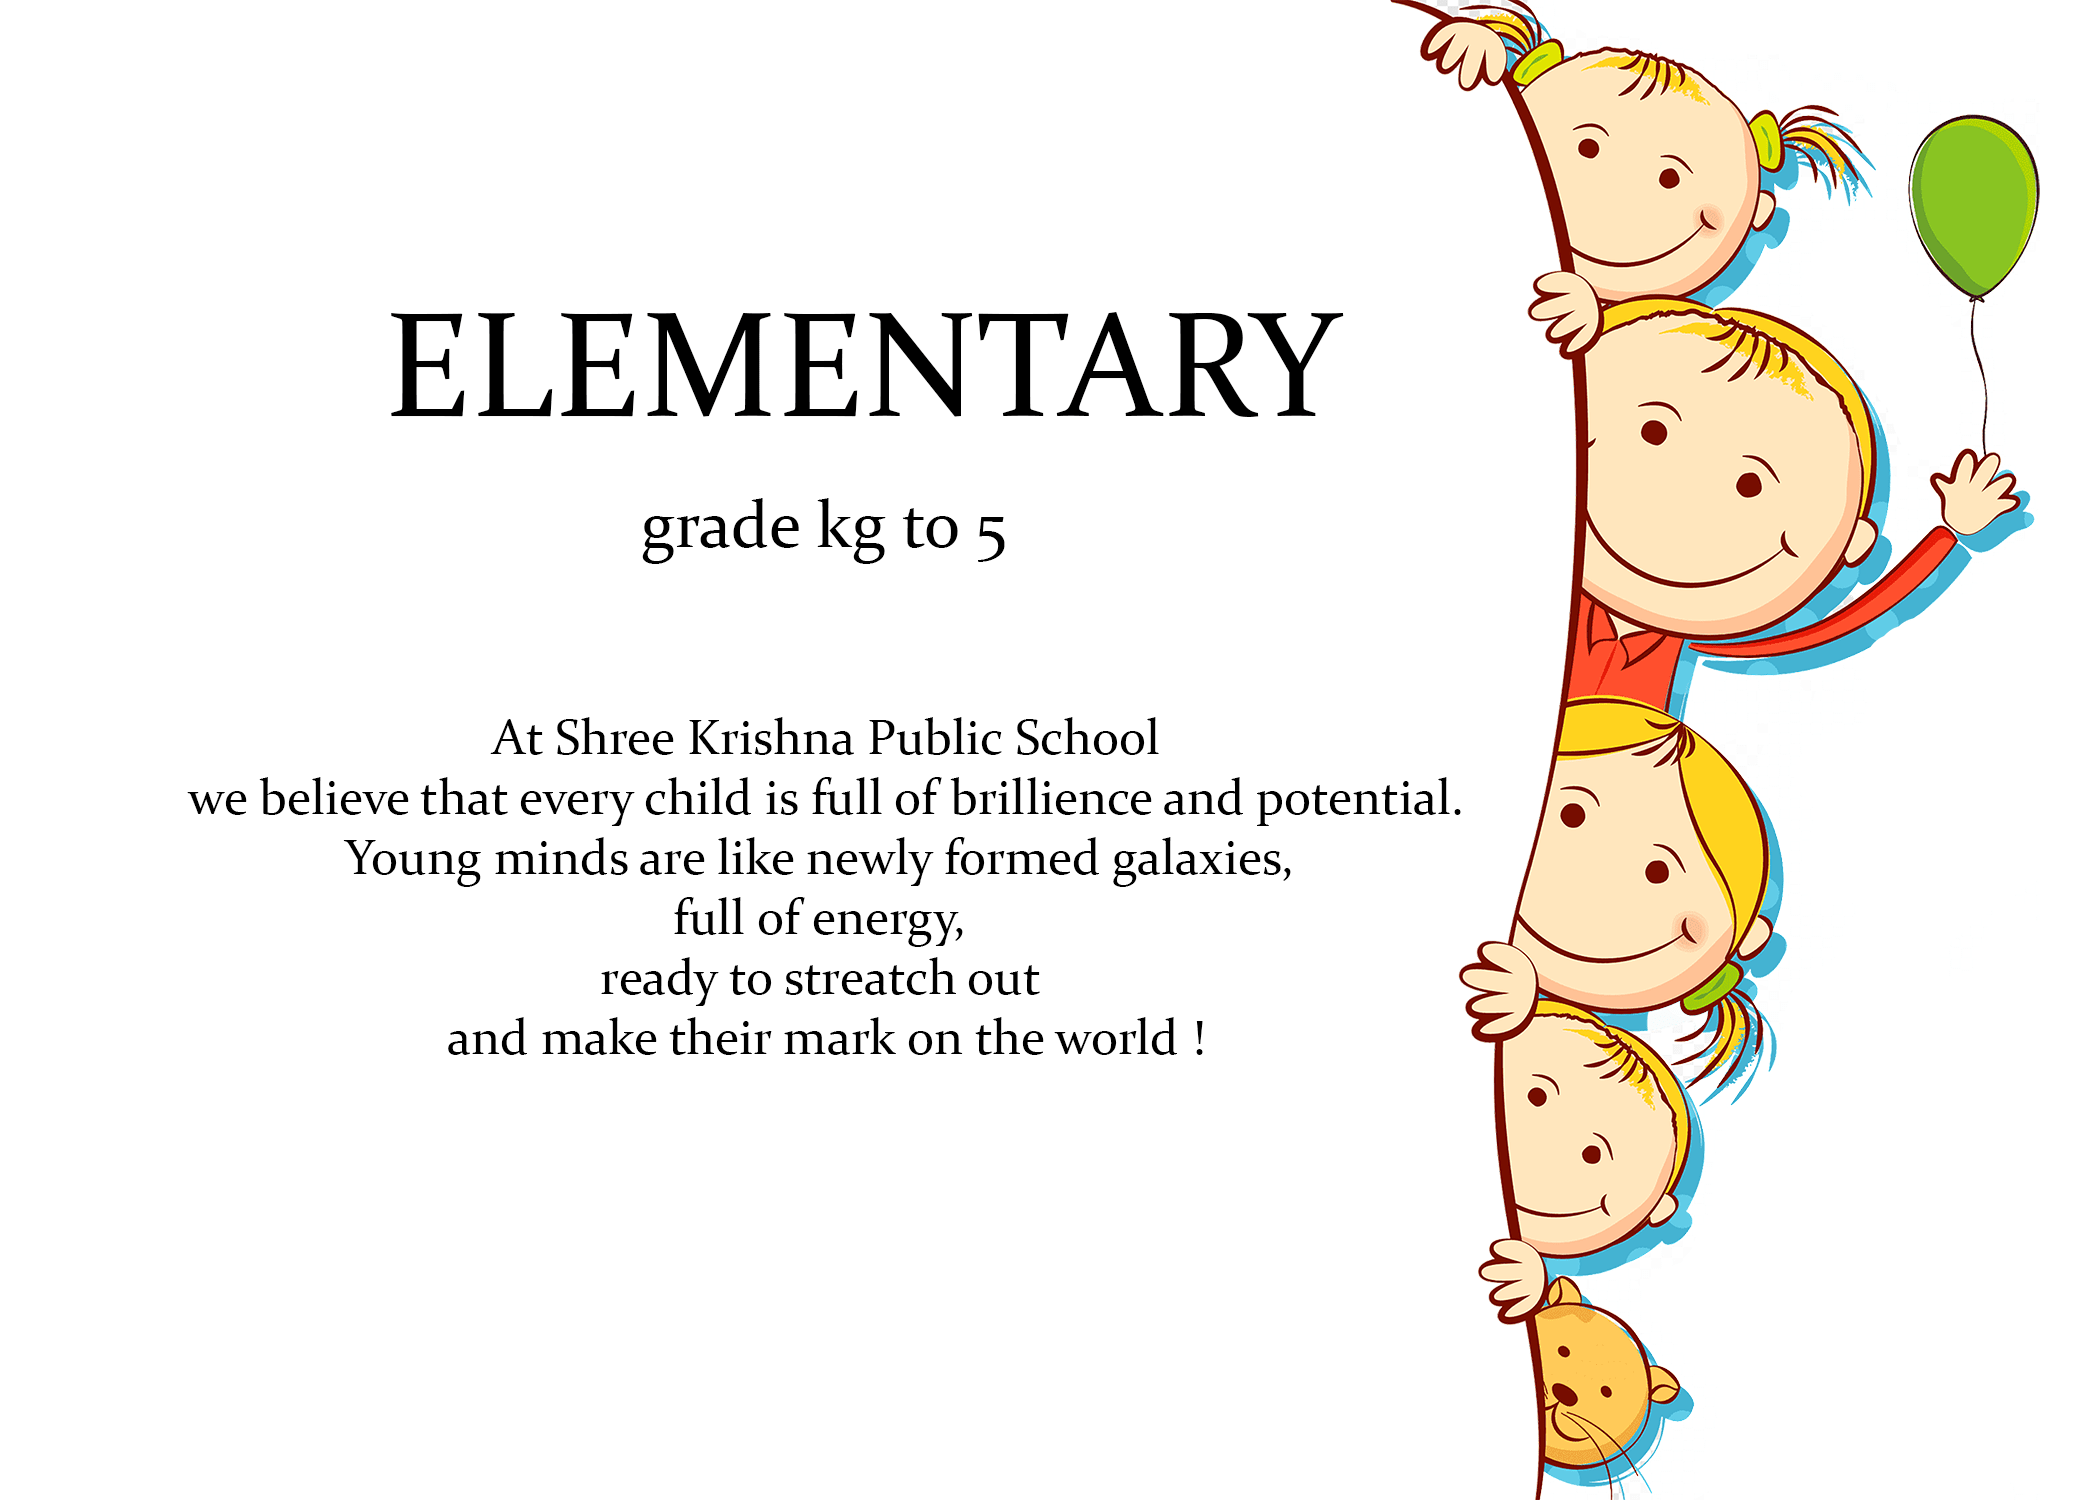 ELEMENTARY
grade kg to 5
At Shree Krishna Public School
we believe that every child is full of brillience and potential.
Young minds are like newly formed galaxies,
full of energy,
ready to streatch out
and make their mark on the world !